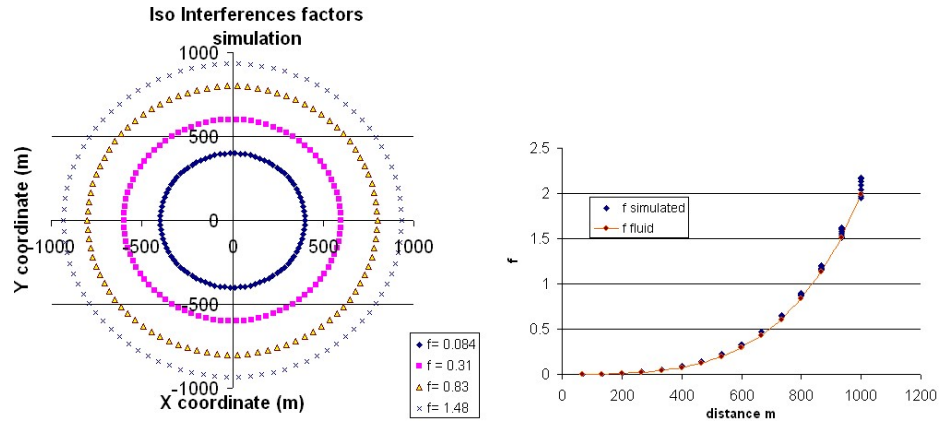 Iso Interferences factors
simulation
1000
500
0
-500
-1000
-1000
-500
0
500
1000
Y coordinate (m)
X coordinate (m)
f= 0.084
f = 0.31
f= 0.83
f= 1.48
2.5
2
1.5
1
0.5
0
f
f simulated
f fluid
0
200
400
600
800
1000
1200
distance m